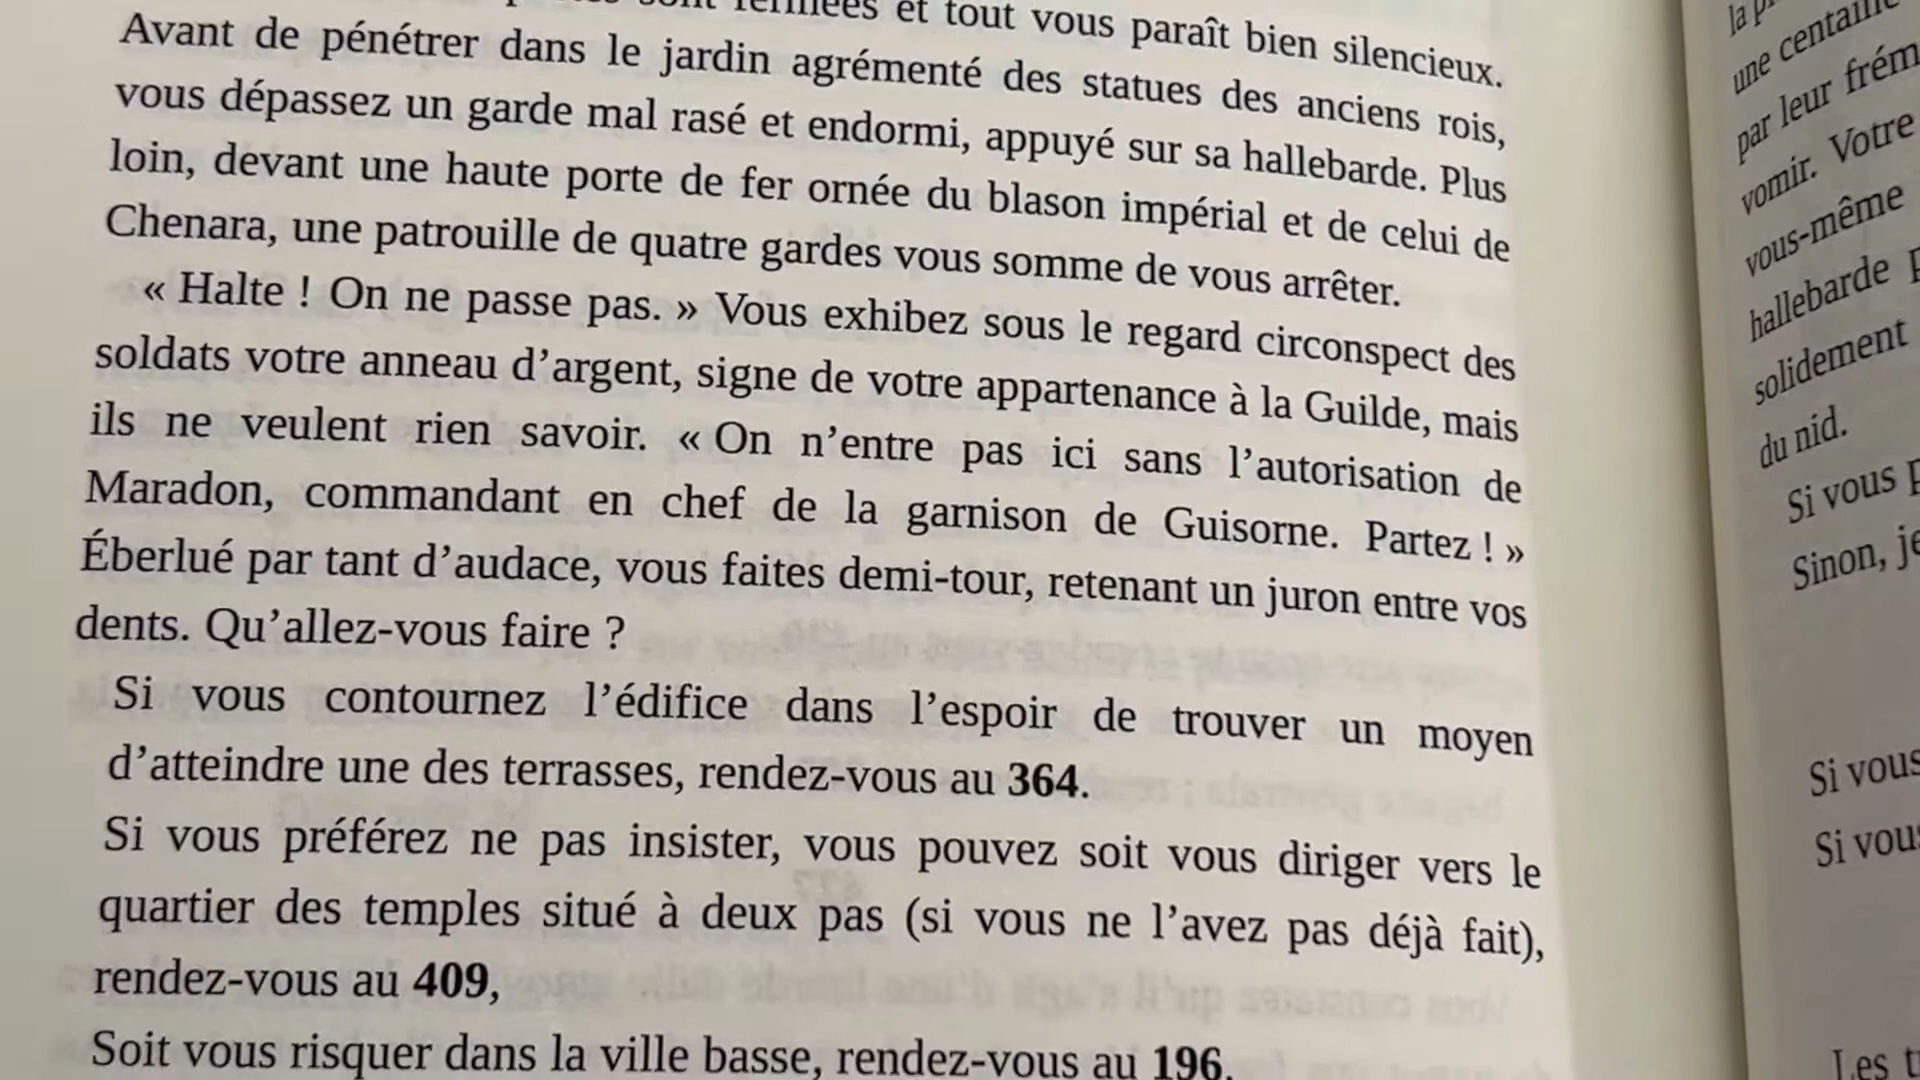 sont fermées et tout vous paraît bien silencieux.
Avant de pénétrer dans le jardin agrémenté des statues des anciens rois,
vous dépassez un garde mal rasé et endormi, appuyé sur sa hallebarde. Plus
loin, devant une haute porte de fer ornée du blason impérial et de celui de
Chenara, une patrouille de quatre gardes vous somme de vous arrêter.
« Halte ! On ne passe pas. » Vous exhibez sous le regard circonspect des
soldats votre anneau d’argent, signe de votre appartenance à la Guilde, mais
ils ne veulent rien savoir. « On n’entre pas ici sans l’autorisation de
Maradon, commandant en chef de la garnison de Guisorne. Partez ! »
Éberlué par tant d’audace, vous faites demi-tour, retenant un juron entre vos
dents. Qu’allez-vous faire ?
Si vous contournez l’édifice dans l’espoir de trouver un moyen
d’atteindre une des terrasses, rendez-vous au 364.
Si vous préférez ne pas insister, vous pouvez soit vous diriger vers le
quartier des temples situé à deux pas (si vous ne l’avez pas déjà fait),
rendez-vous au 409,
Soit vous risquer dans la ville basse, rendez-vous au 196.
la
une
par leur
vomir. Votre
vous-même
hallebarde
solidement
du nid.
Si vous
Sinon,
Si vous
Si vous
Les